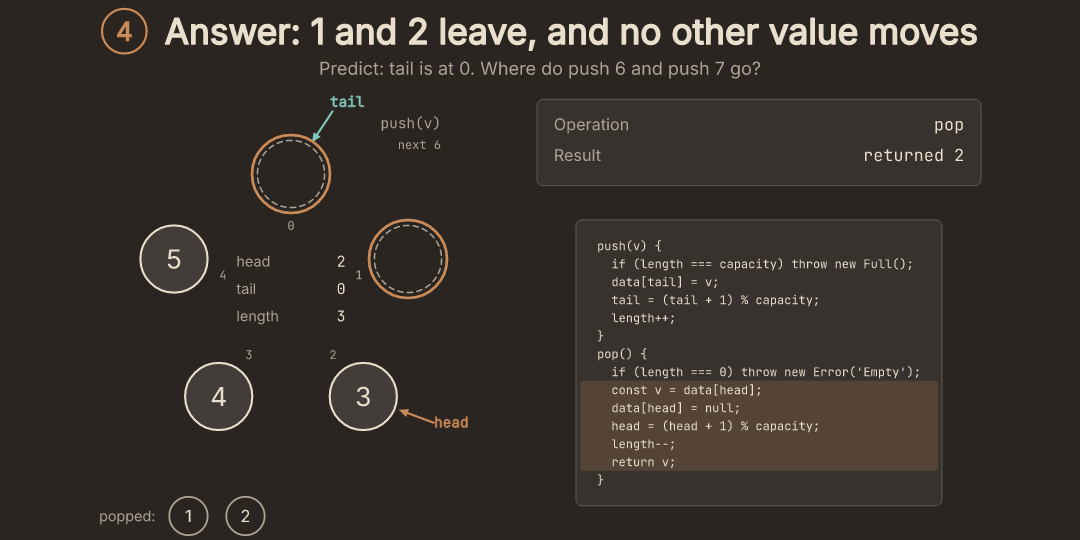 4 Answer: 1 and 2 leave, and no other value moves
Predict: tail is at 0. Where do push 6 and push 7 go?
tail
push(v)
next 6
0
5
4
head 2
tail 0
length 3
1
3
2
4
3
head
popped: 1 2
Operation pop
Result returned 2
push(v) {
if (length === capacity) throw new Full();
data[tail] = v;
tail = (tail + 1) % capacity;
length++;
}
pop() {
if (length === 0) throw new Error('Empty');
const v = data[head];
data[head] = null;
head = (head + 1) % capacity;
length--;
return v;
}